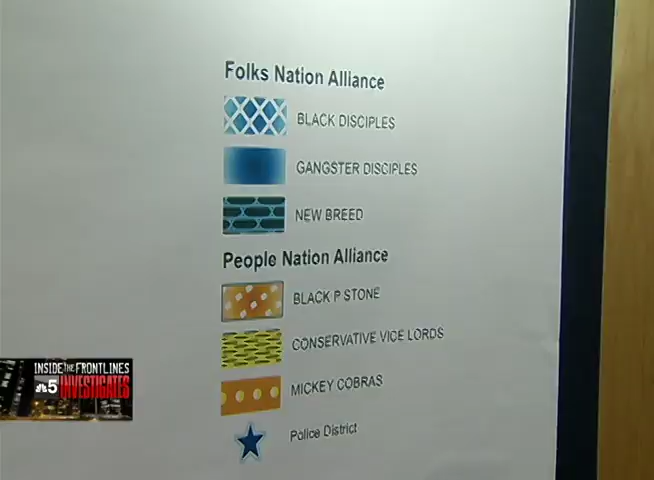 Folks Nation Alliance
BLACK DISCIPLES
GANGSTER DISCIPLES
NEW BREED
People Nation Alliance
BLACK P STONE
CONSERVATIVE VICE LORDS
MICKEY COBRAS
Police District
INSIDE THE FRONTLINES
5 INVESTIGATES